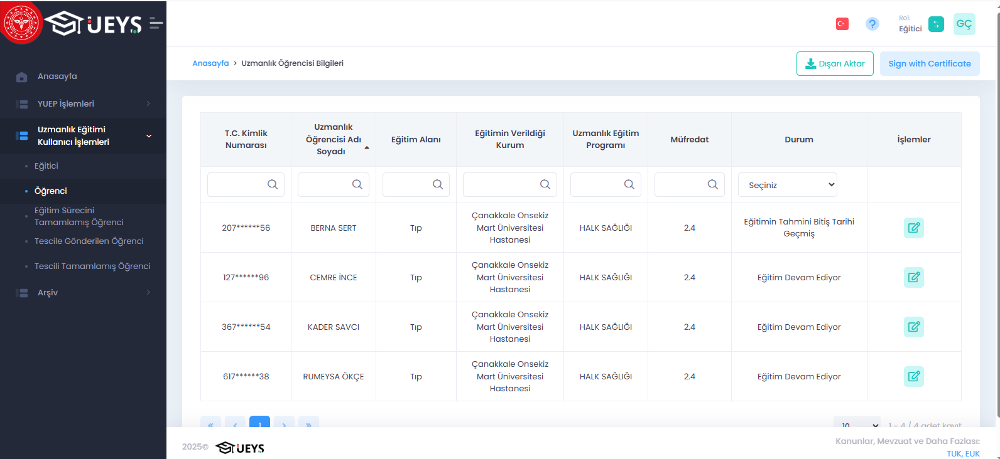 ÜEYS
Rol:
Eğitici
GÇ
Anasayfa
YUEP İşlemleri
Uzmanlık Eğitimi
Kullanıcı İşlemleri
Eğitici
Öğrenci
Eğitim Sürecini
Tamamlamış Öğrenci
Tescile Gönderilen Öğrenci
Tescili Tamamlamış Öğrenci
Arşiv
Anasayfa > Uzmanlık Öğrencisi Bilgileri
Dışarı Aktar
Sign with Certificate
T.C. Kimlik
Numarası
Uzmanlık
Öğrencisi Adı
Soyadı
Eğitim Alanı
Eğitimin Verildiği
Kurum
Uzmanlık Eğitim
Programı
Müfredat
Durum
İşlemler
Seçiniz
207******56
BERNA SERT
Tıp
Çanakkale Onsekiz
Mart Üniversitesi
Hastanesi
HALK SAĞLIĞI
2.4
Eğitimin Tahmini Bitiş Tarihi
Geçmiş
127******96
CEMRE İNCE
Tıp
Çanakkale Onsekiz
Mart Üniversitesi
Hastanesi
HALK SAĞLIĞI
2.4
Eğitim Devam Ediyor
367******54
KADER SAVCI
Tıp
Çanakkale Onsekiz
Mart Üniversitesi
Hastanesi
HALK SAĞLIĞI
2.4
Eğitim Devam Ediyor
617******38
RUMEYSA ÖKÇE
Tıp
Çanakkale Onsekiz
Mart Üniversitesi
Hastanesi
HALK SAĞLIĞI
2.4
Eğitim Devam Ediyor
« ‹ 1 › »
10
1 - 4 / 4 adet kayıt
2025© ÜEYS
Kanunlar, Mevzuat ve Daha Fazlası:
TUK, EUK